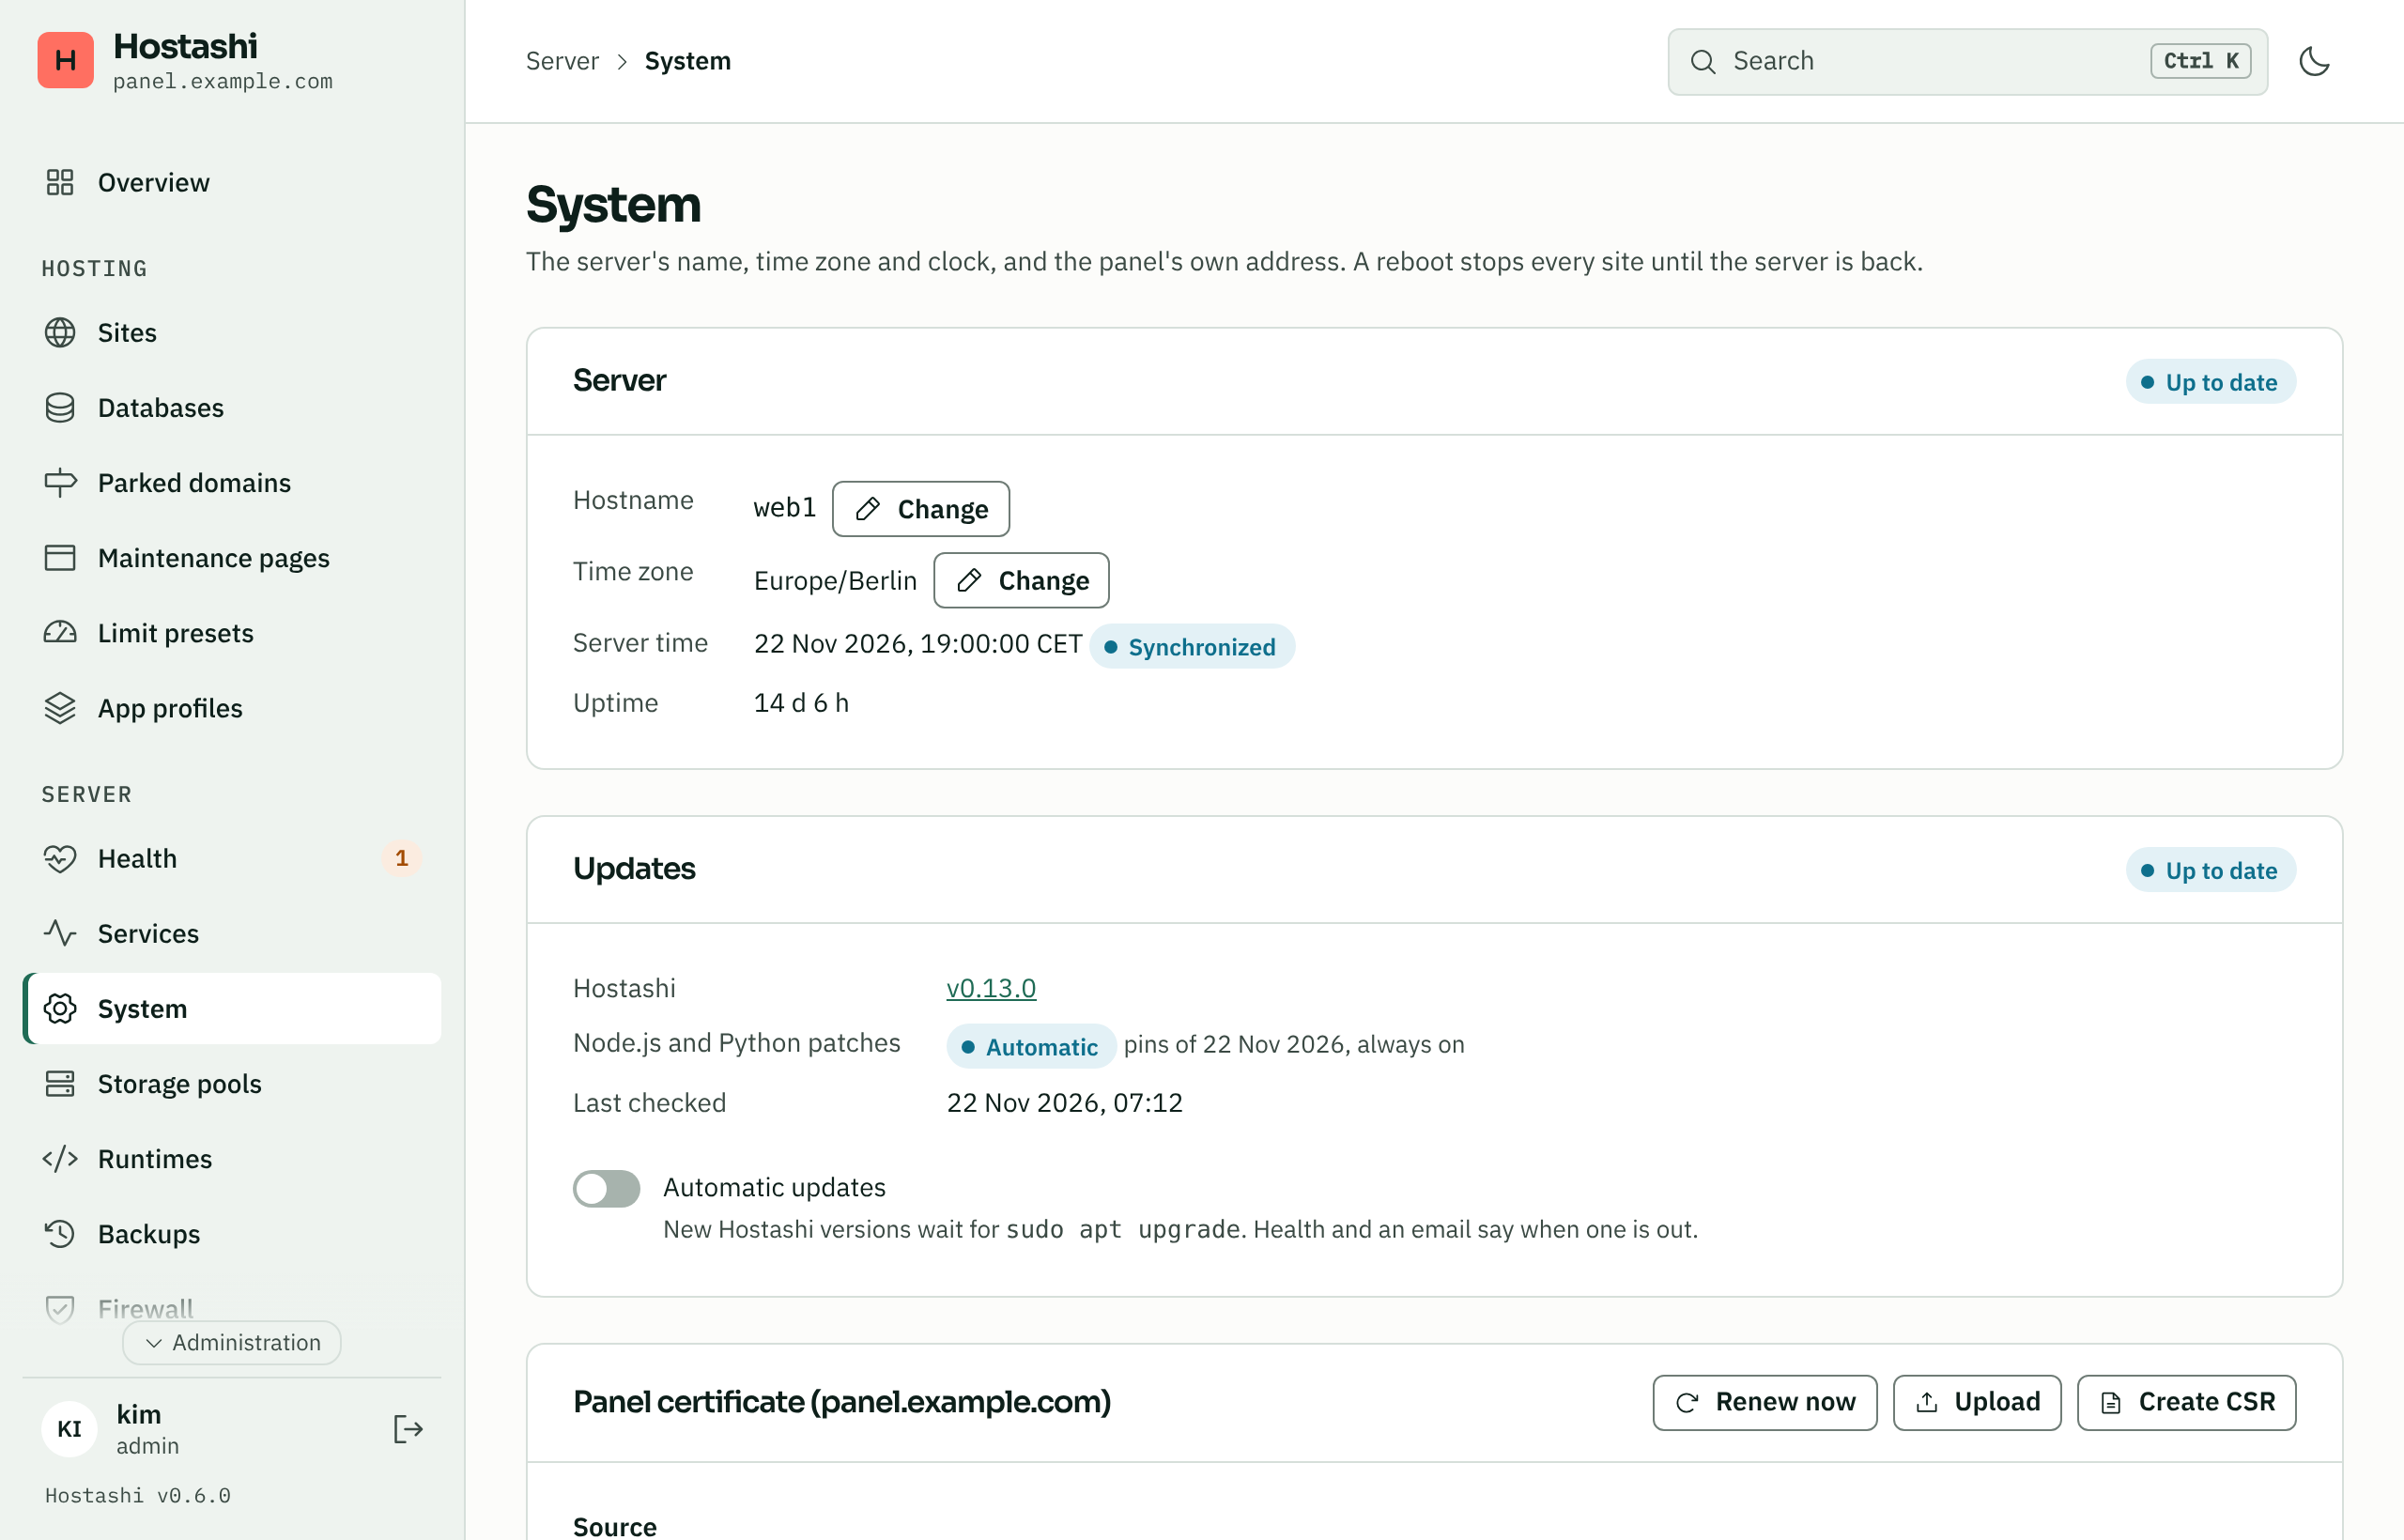 H
Hostashi
panel.example.com
Overview
HOSTING
Sites
Databases
Parked domains
Maintenance pages
Limit presets
App profiles
SERVER
Health 1
Services
System
Storage pools
Runtimes
Backups
Firewall
Administration
KI
kim
admin
Hostashi v0.6.0
Server > System
Search Ctrl K
System
The server's name, time zone and clock, and the panel's own address. A reboot stops every site until the server is back.
Server
Up to date
Hostname web1 Change
Time zone Europe/Berlin Change
Server time 22 Nov 2026, 19:00:00 CET Synchronized
Uptime 14 d 6 h
Updates
Up to date
Hostashi v0.13.0
Node.js and Python patches Automatic pins of 22 Nov 2026, always on
Last checked 22 Nov 2026, 07:12
Automatic updates
New Hostashi versions wait for sudo apt upgrade. Health and an email say when one is out.
Panel certificate (panel.example.com)
Renew now Upload Create CSR
Source